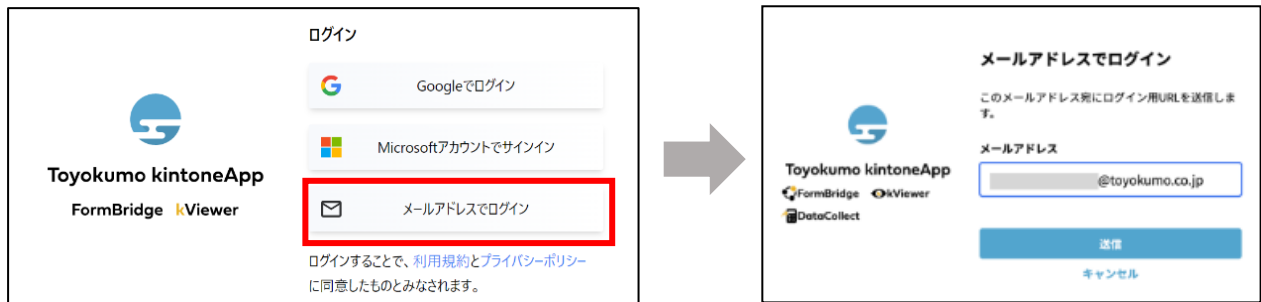 ログイン
Googleでログイン
Microsoftアカウントでサインイン
メールアドレスでログイン
ログインすることで、利用規約とプライバシーポリシー
に同意したものとみなされます。
Toyokumo kintoneApp
FormBridge kViewer
メールアドレスでログイン
このメールアドレス宛にログイン用URLを送信しま
す。
メールアドレス
@toyokumo.co.jp
送信
キャンセル
Toyokumo kintoneApp
FormBridge kViewer
DataCollect